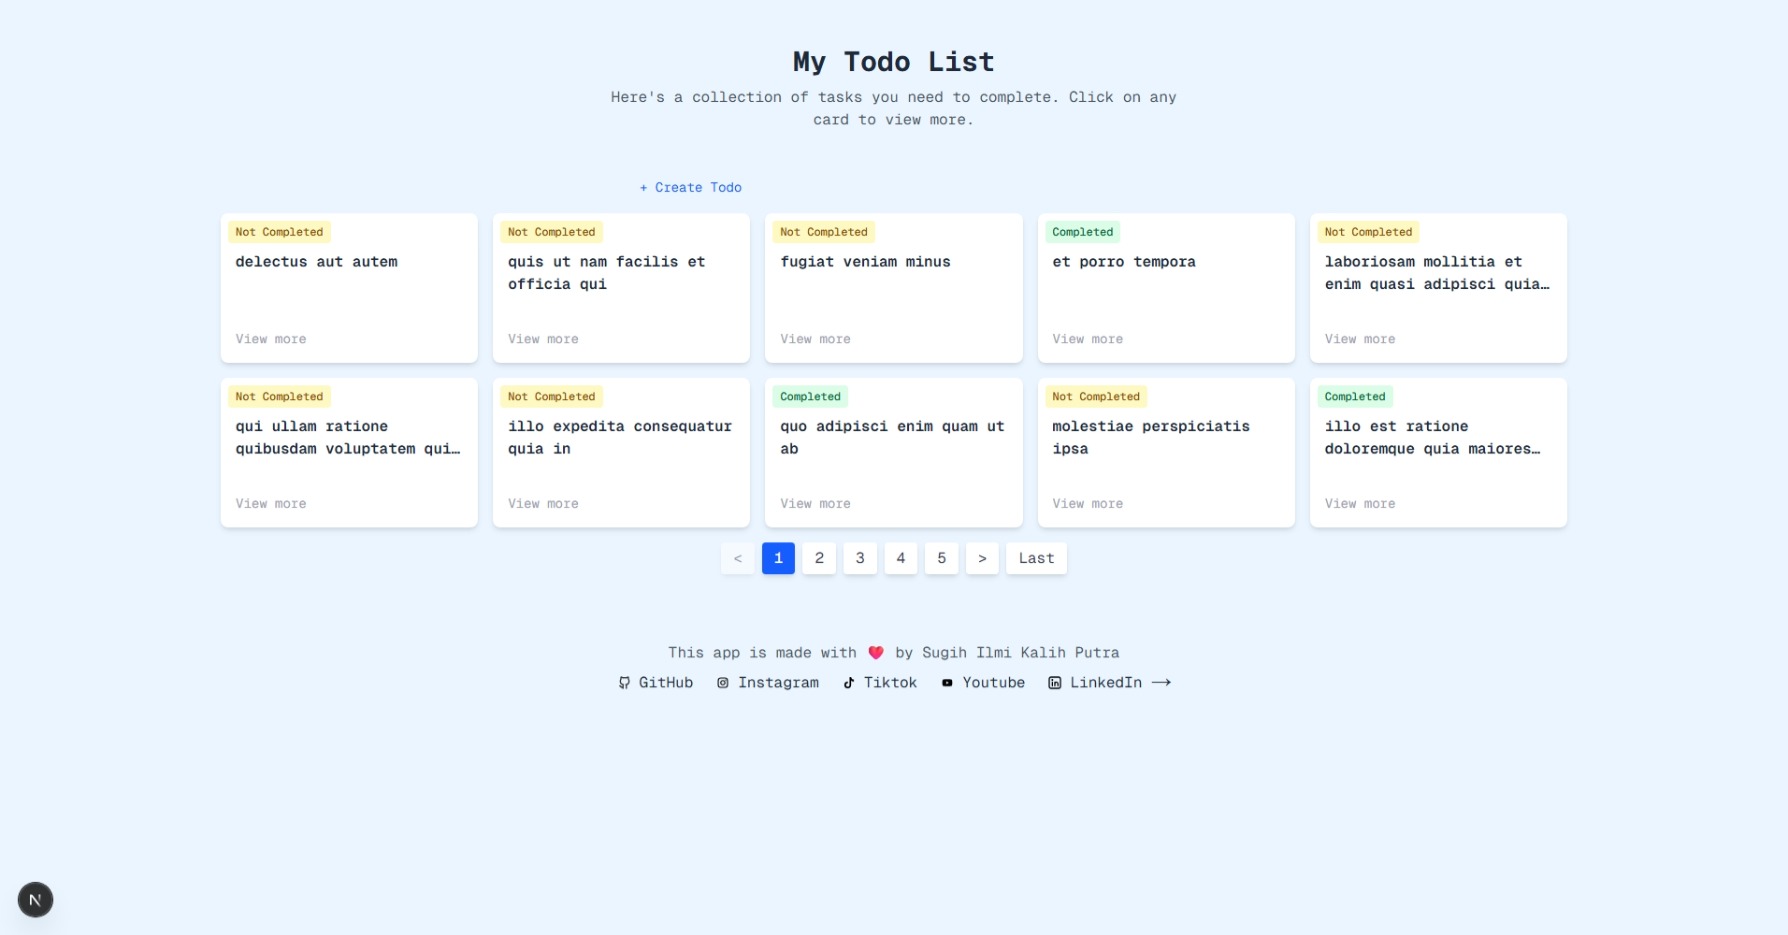 My Todo List
Here's a collection of tasks you need to complete. Click on any
card to view more.
+ Create Todo
Not Completed
delectus aut autem
View more
Not Completed
quis ut nam facilis et
officia qui
View more
Not Completed
fugiat veniam minus
View more
Completed
et porro tempora
View more
Not Completed
laboriosam mollitia et
enim quasi adipisci quia…
View more
Not Completed
qui ullam ratione
quibusdam voluptatem qui…
View more
Not Completed
illo expedita consequatur
quia in
View more
Completed
quo adipisci enim quam ut
ab
View more
Not Completed
molestiae perspiciatis
ipsa
View more
Completed
illo est ratione
doloremque quia maiores…
View more
< 1 2 3 4 5 > Last
This app is made with ❤️ by Sugih Ilmi Kalih Putra
GitHub Instagram Tiktok Youtube LinkedIn →
N